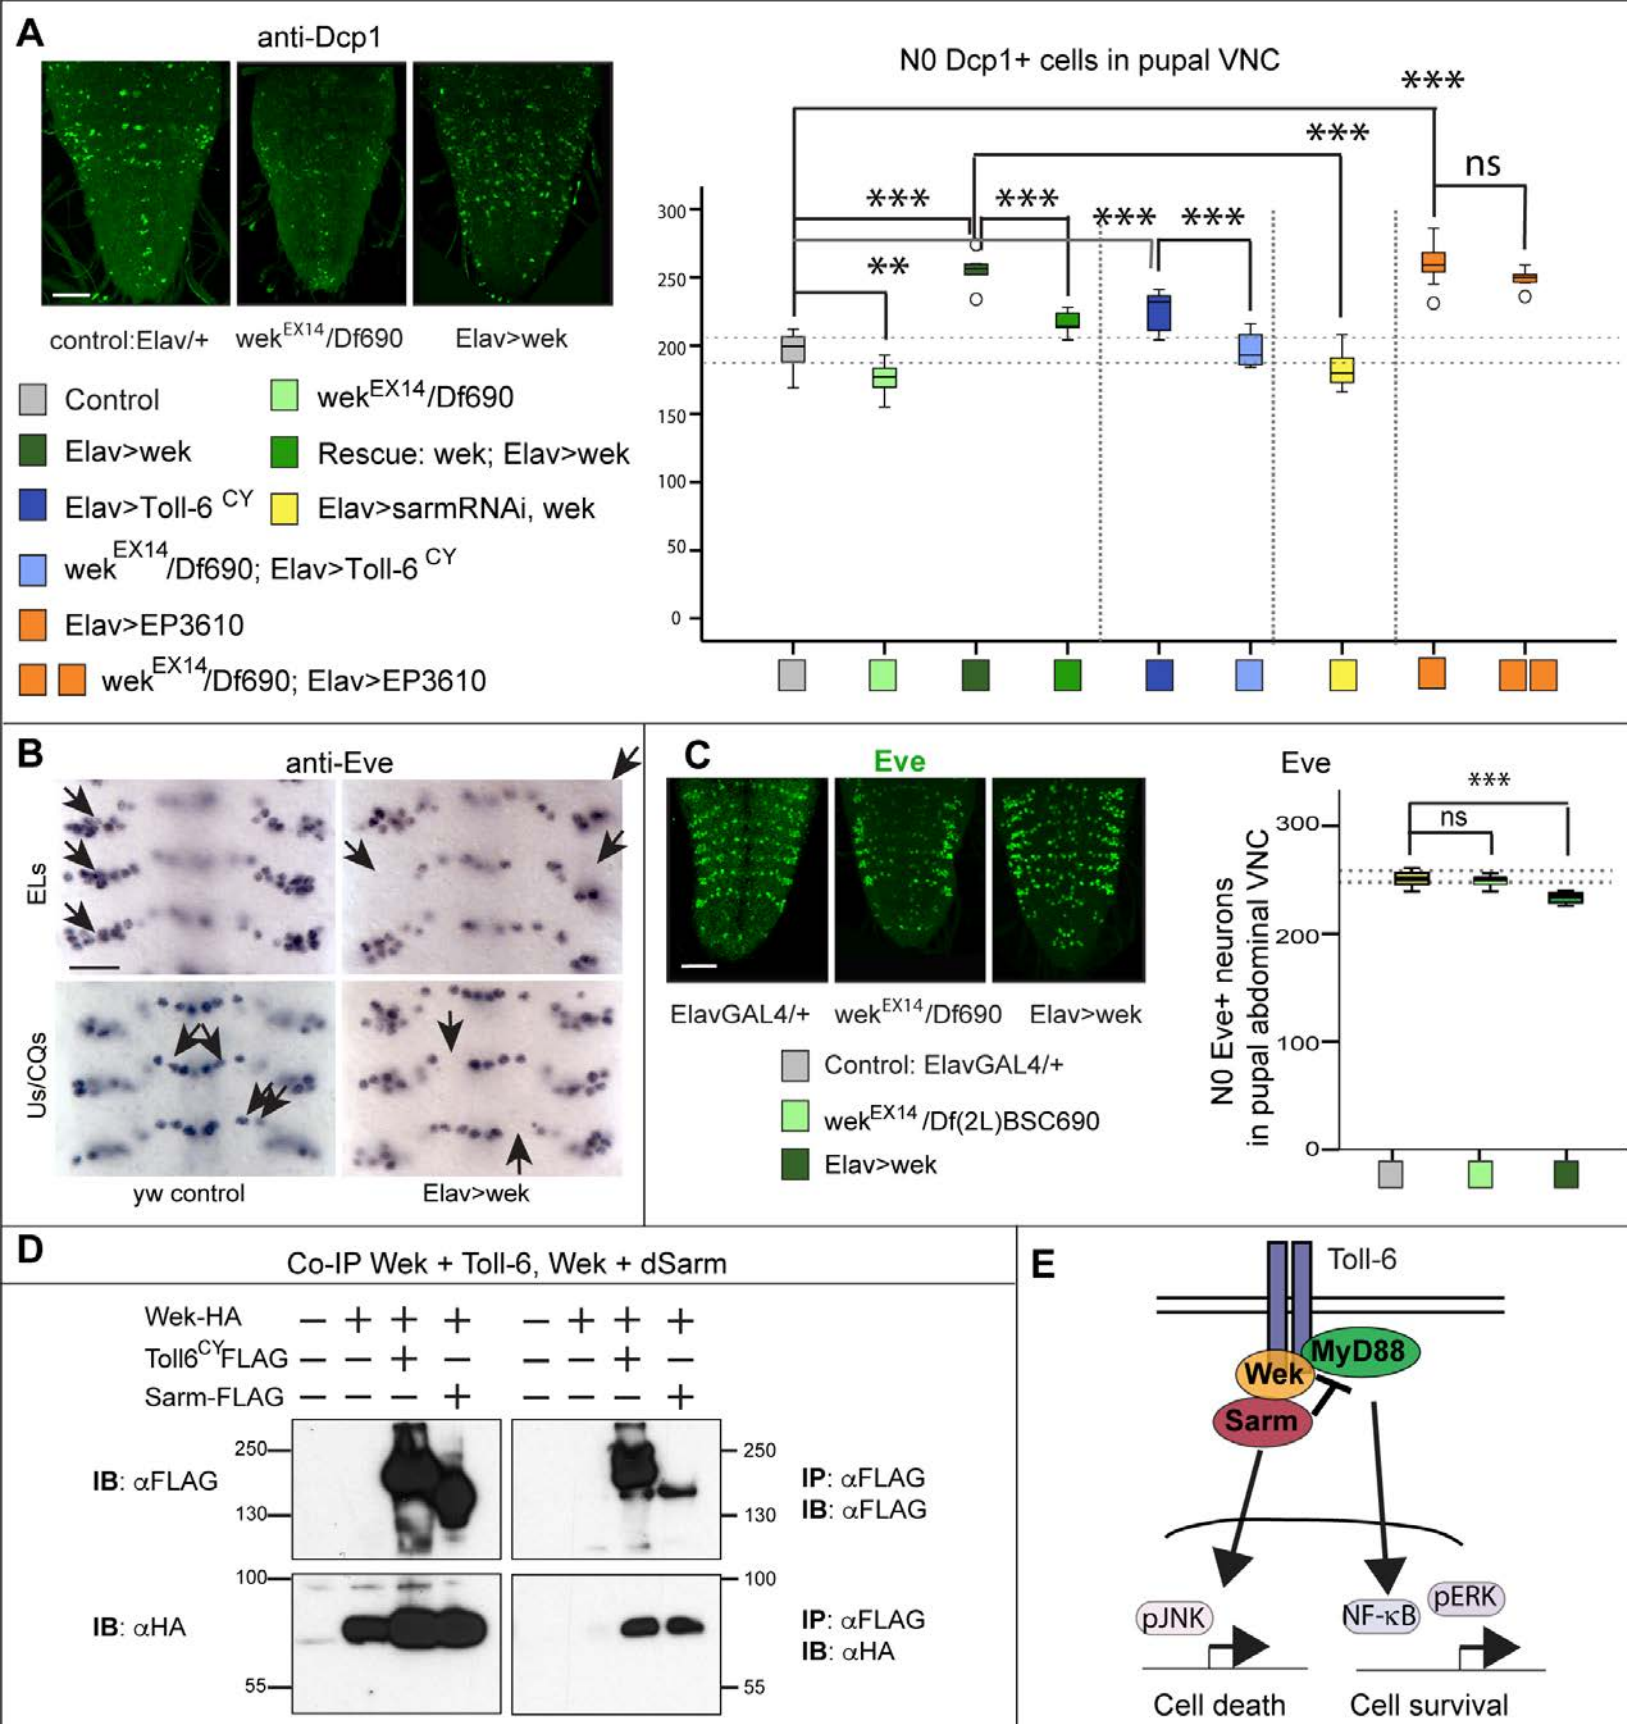 A
anti-Dcp1
control:Elav/+
wekEX14/Df690
Elav>wek
Control
wekEX14/Df690
Elav>wek
Rescue: wek; Elav>wek
Elav>Toll-6 CY
Elav>sarmRNAi, wek
wekEX14/Df690; Elav>Toll-6 CY
Elav>EP3610
wekEX14/Df690; Elav>EP3610
N0 Dcp1+ cells in pupal VNC
***
***
ns
*** *** *** ***
**
300
250
200
150
100
50
0
B
anti-Eve
ELs
Us/CQs
yw control
Elav>wek
C
Eve
ElavGAL4/+
wekEX14/Df690
Elav>wek
Control: ElavGAL4/+
wekEX14/Df(2L)BSC690
Elav>wek
Eve
***
ns
N0 Eve+ neurons
in pupal abdominal VNC
300
200
100
0
D
Co-IP Wek + Toll-6, Wek + dSarm
Wek-HA – + + + – + + +
Toll6CYFLAG – – + – – – + –
Sarm-FLAG – – – + – – – +
250
130
IB: αFLAG
250
130
IP: αFLAG
IB: αFLAG
100
55
IB: αHA
100
55
IP: αFLAG
IB: αHA
E
Toll-6
MyD88
Wek
Sarm
pJNK
NF-κB
pERK
Cell death
Cell survival